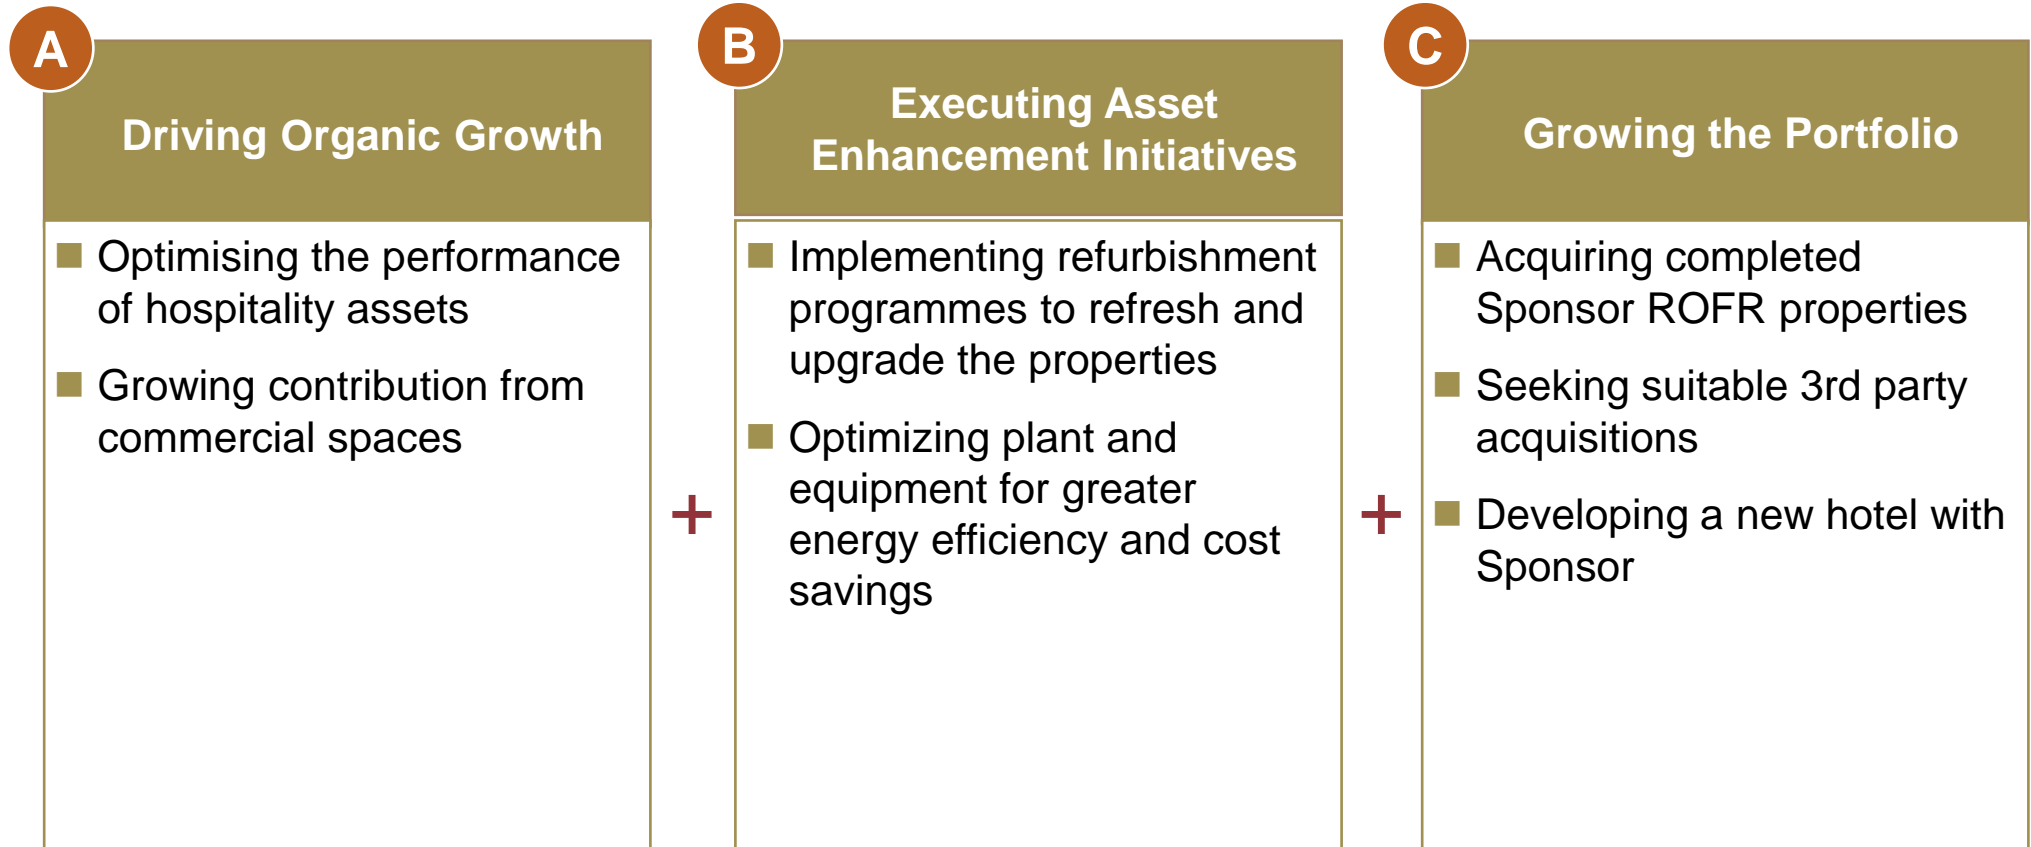 A
Driving Organic Growth
Optimising the performance
of hospitality assets
Growing contribution from
commercial spaces
+
B
Executing Asset
Enhancement Initiatives
Implementing refurbishment
programmes to refresh and
upgrade the properties
Optimizing plant and
equipment for greater
energy efficiency and cost
savings
+
C
Growing the Portfolio
Acquiring completed
Sponsor ROFR properties
Seeking suitable 3rd party
acquisitions
Developing a new hotel with
Sponsor